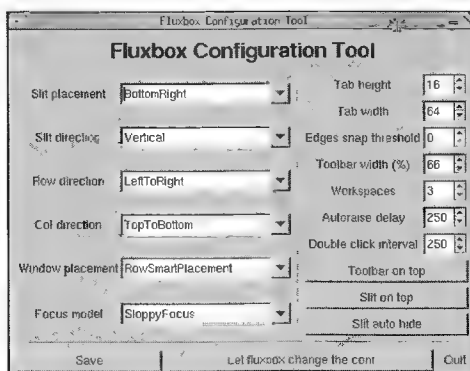 Fluxbox Configuration Tool
Fluxbox Configuration Tool
Slit placement BottomRight
Slit direction Vertical
Row direction LeftToRight
Col direction TopToBottom
Window placement RowSmartPlacement
Focus model SloppyFocus
Tab height 16
Tab width 64
Edges snap threshold 0
Toolbar width (%) 66
Workspaces 3
Autoraise delay 250
Double click interval 250
Toolbar on top
Slit on top
Slit auto hide
Save Let fluxbox change the cont Quit